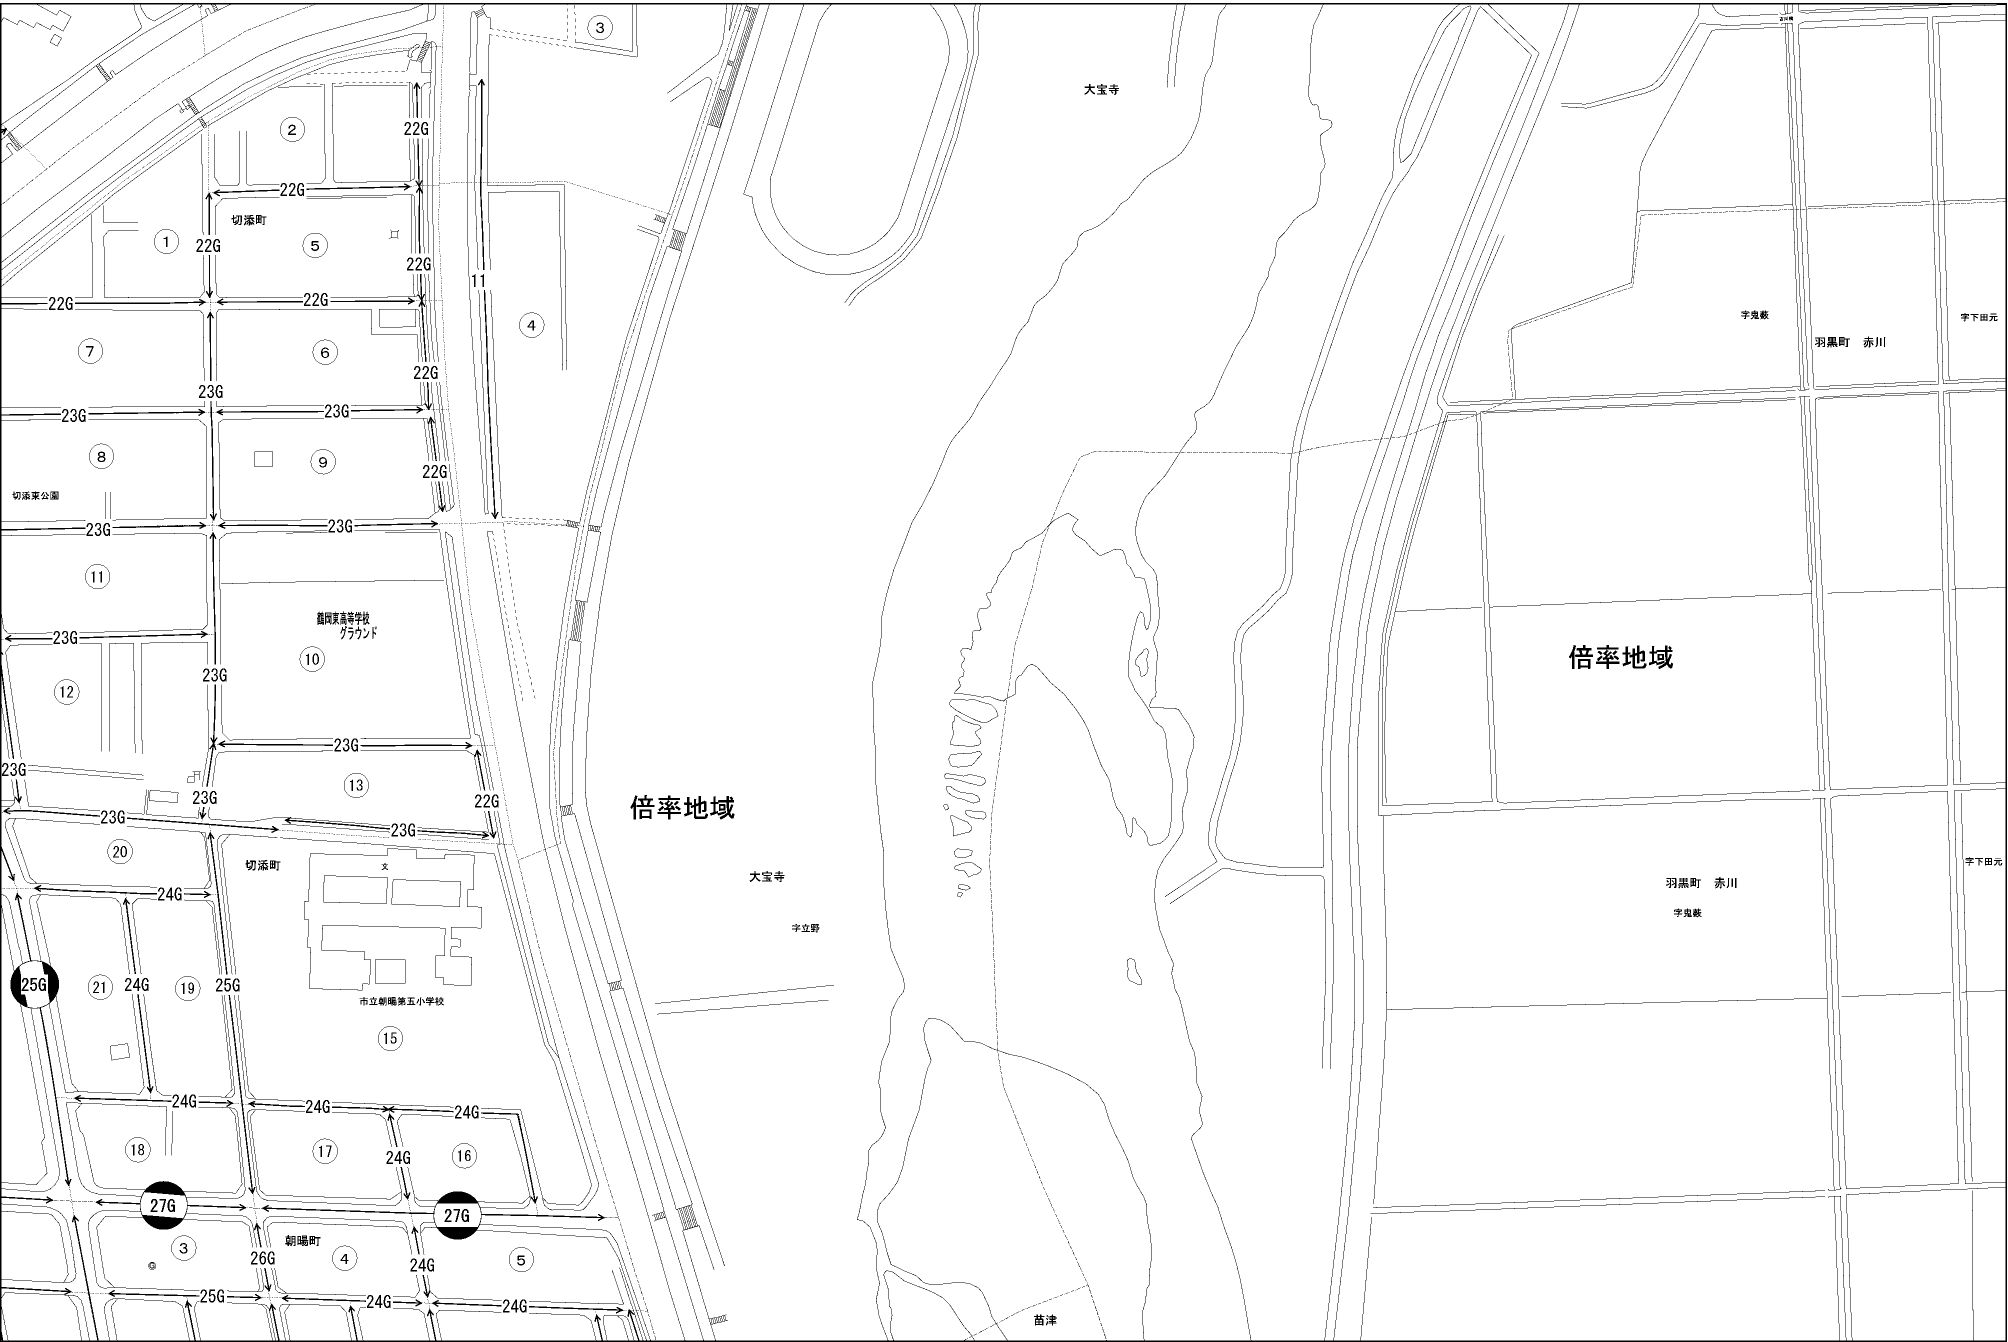 ③
大宝寺
②
22G
22G
切添町
①
22G
⑤
22G
11
22G
22G
④
字鬼薮
字下田元
羽黒町 赤川
⑦
⑥
22G
23G
23G
23G
⑧
⑨
22G
切添東公園
23G
23G
⑪
鶴岡東高等学校
グラウンド
23G
⑩
倍率地域
23G
⑫
23G
23G
⑬
23G
22G
倍率地域
23G
23G
⑳
切添町
文
大宝寺
羽黒町 赤川
字下田元
24G
字鬼薮
字立野
25G
㉑
24G
⑲
25G
市立朝暘第五小学校
⑮
24G
24G
24G
⑱
⑰
24G
⑯
27G
27G
朝暘町
③
26G
④
24G
⑤
25G
24G
24G
苗津